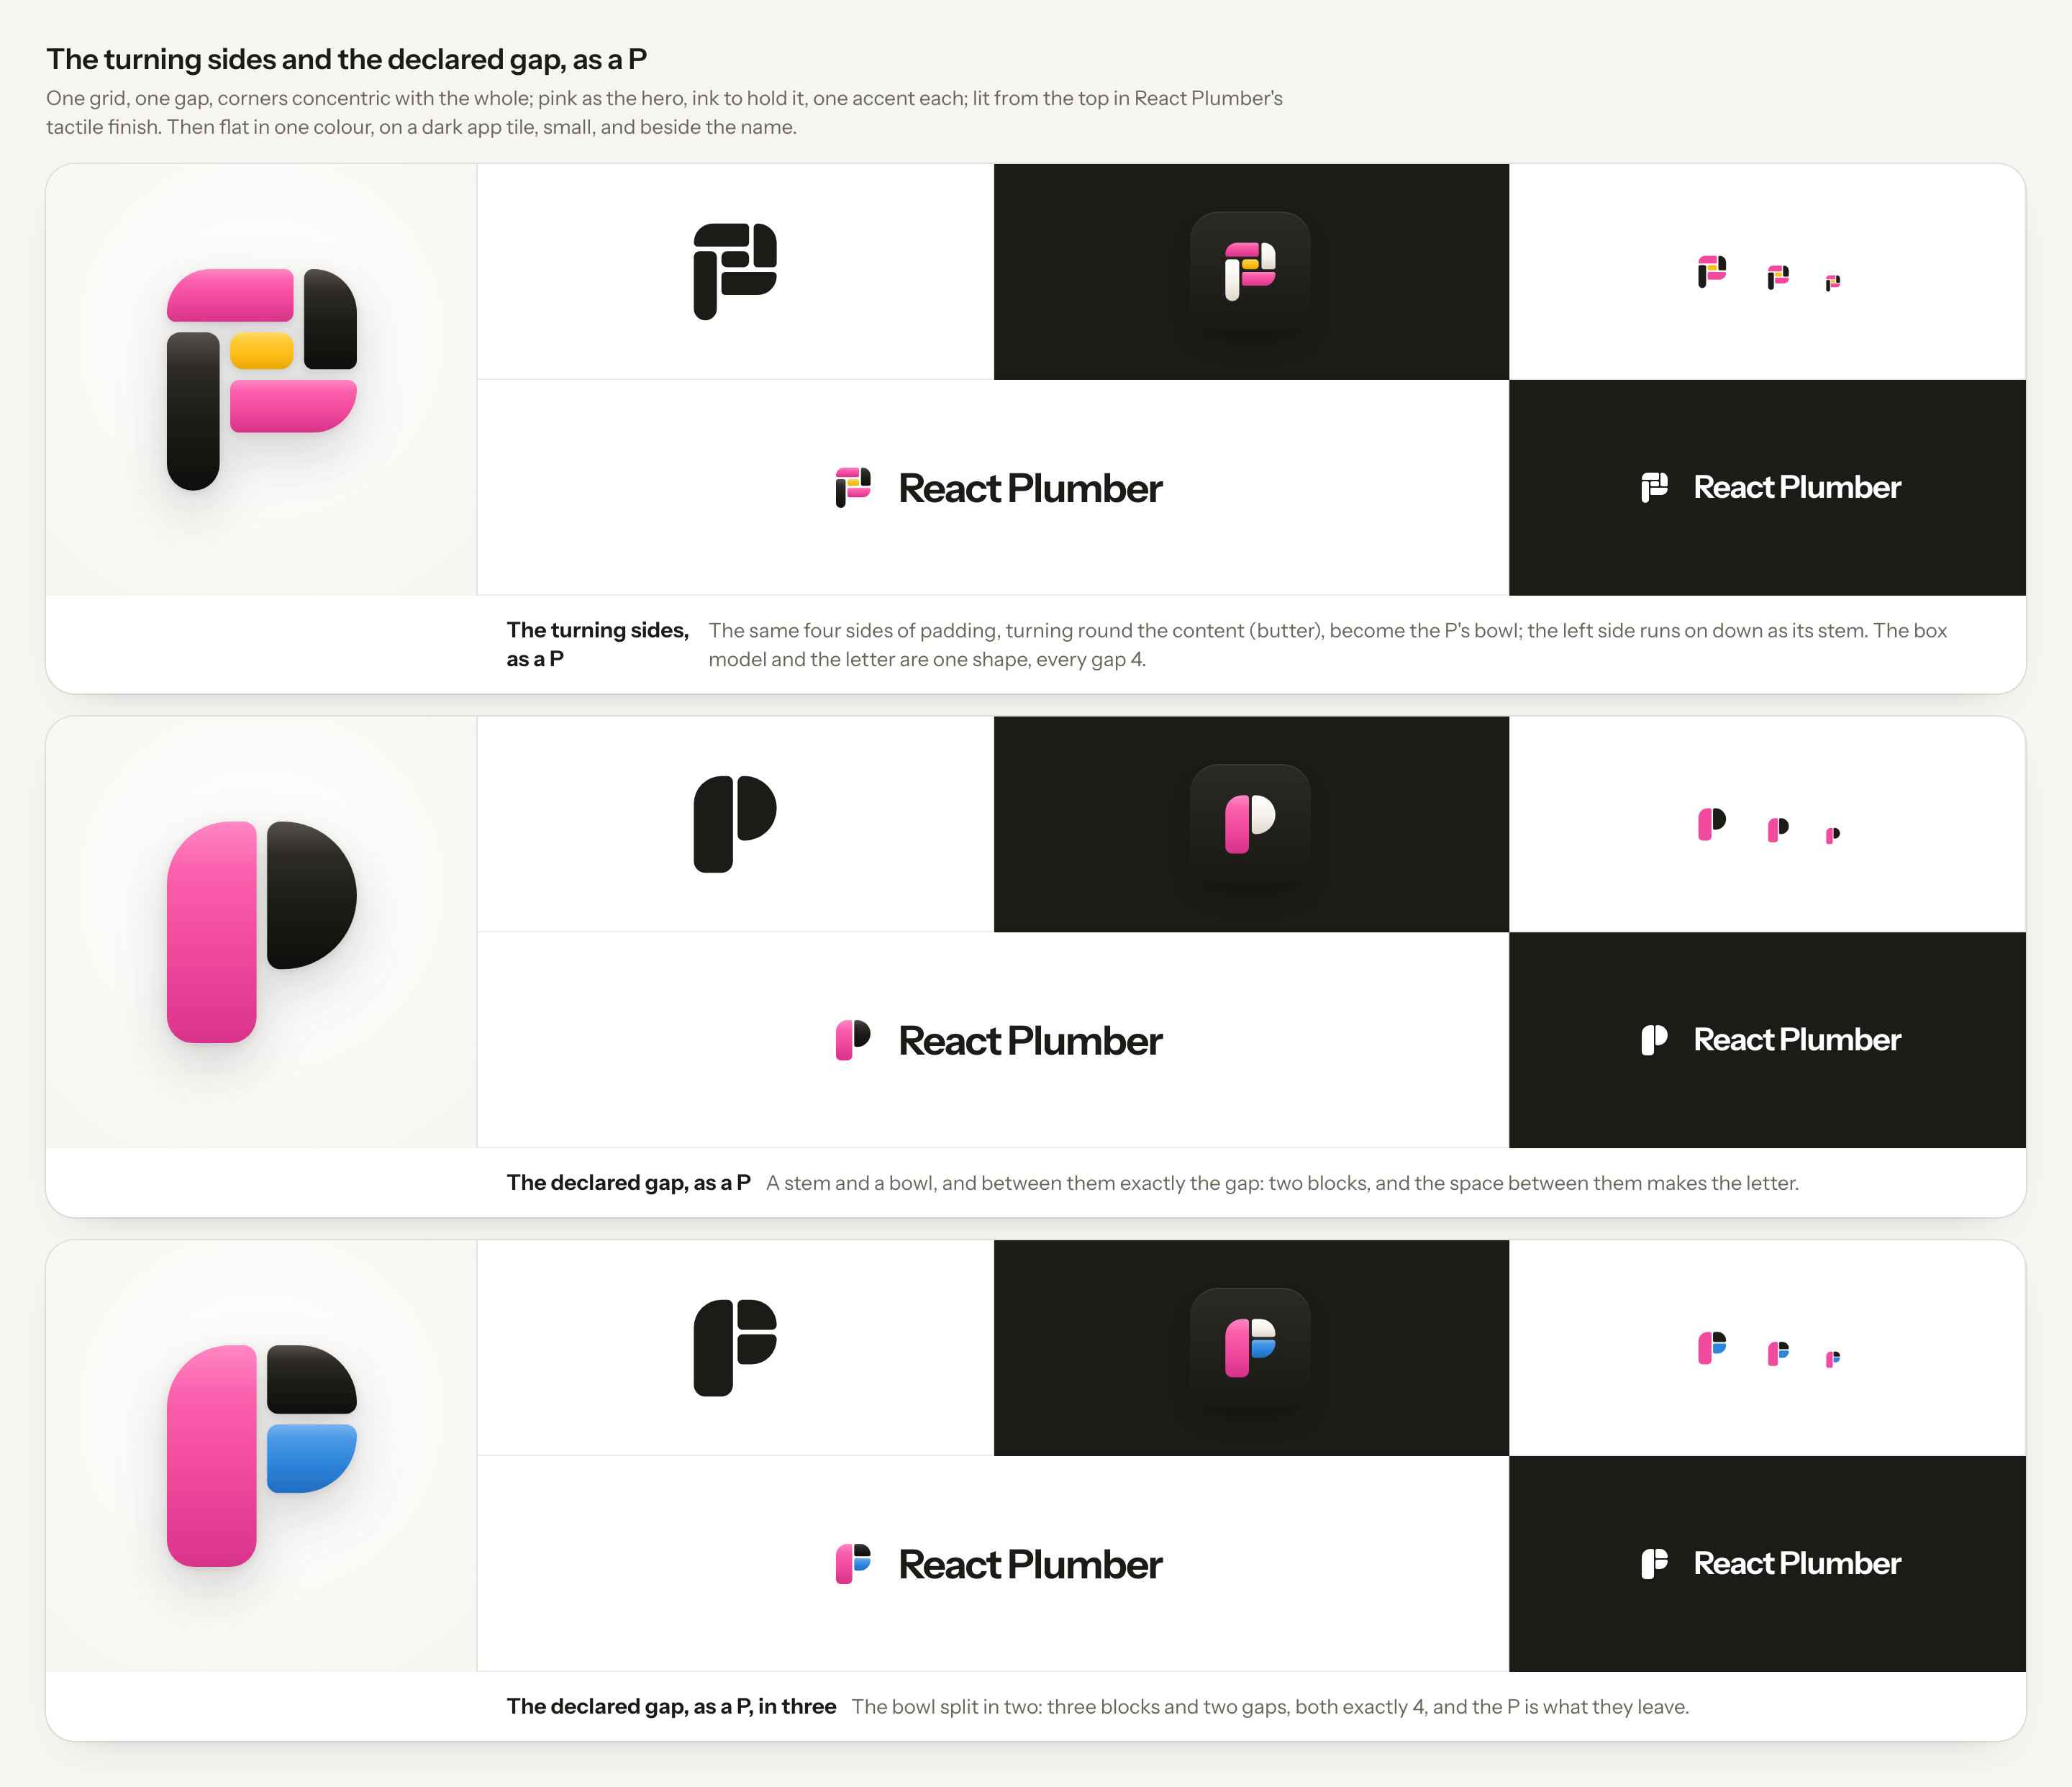 The turning sides and the declared gap, as a P
One grid, one gap, corners concentric with the whole; pink as the hero, ink to hold it, one accent each; lit from the top in React Plumber's
tactile finish. Then flat in one colour, on a dark app tile, small, and beside the name.
React Plumber
React Plumber
The turning sides,
as a P
The same four sides of padding, turning round the content (butter), become the P's bowl; the left side runs on down as its stem. The box
model and the letter are one shape, every gap 4.
React Plumber
React Plumber
The declared gap, as a P
A stem and a bowl, and between them exactly the gap: two blocks, and the space between them makes the letter.
React Plumber
React Plumber
The declared gap, as a P, in three
The bowl split in two: three blocks and two gaps, both exactly 4, and the P is what they leave.